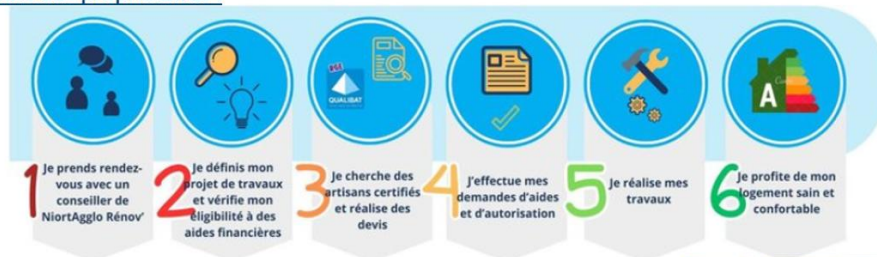 1
Je prends rendez-
vous avec un
conseiller de
NiortAgglo Rénov'
2
Je définis mon
projet de travaux
et vérifie mon
éligibilité à des
aides financières
RGE
QUALIBAT
3
Je cherche des
artisans certifiés
et réalise des
devis
4
J'effectue mes
demandes d'aides
et d'autorisation
5
Je réalise mes
travaux
A
6
Je profite de mon
logement sain et
confortable